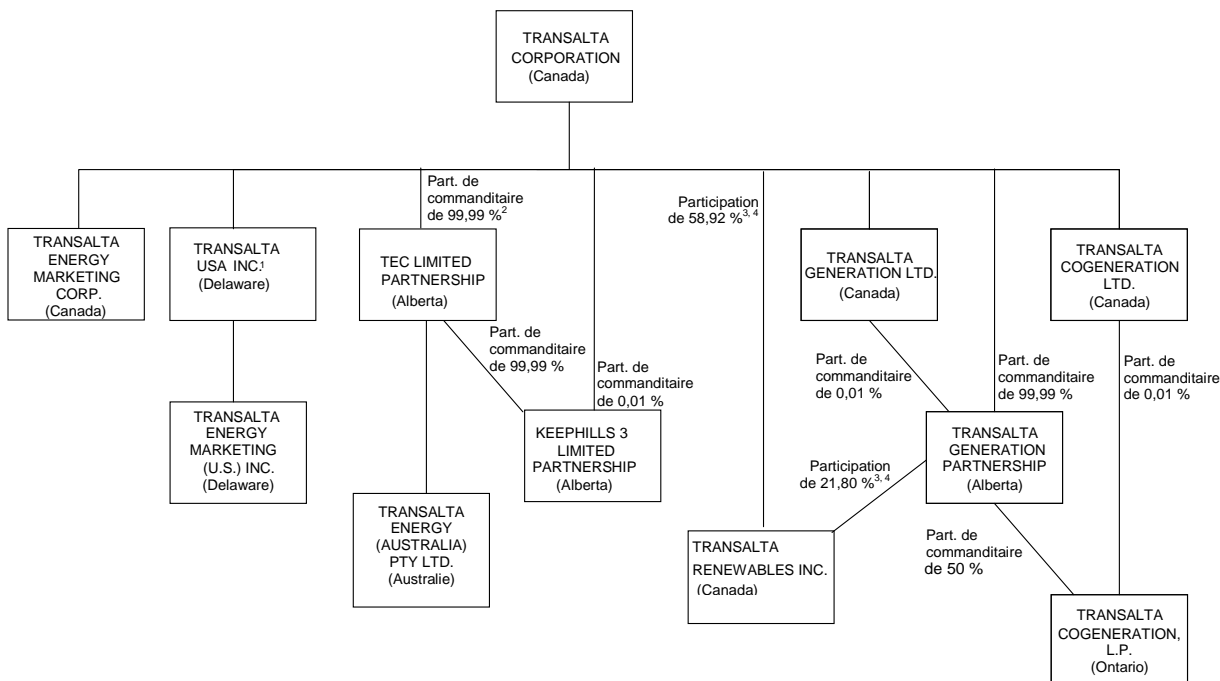 TRANSALTA
CORPORATION
(Canada)
Part. de
commanditaire
de 99,99 %²
Participation
de 58,92 %³, ⁴
TRANSALTA
ENERGY
MARKETING
CORP.
(Canada)
TRANSALTA
USA INC.¹
(Delaware)
TEC LIMITED
PARTNERSHIP
(Alberta)
TRANSALTA
GENERATION LTD.
(Canada)
TRANSALTA
COGENERATION
LTD.
(Canada)
Part. de
commanditaire
de 99,99 %
Part. de
commanditaire
de 0,01 %
Part. de
commanditaire
de 0,01 %
Part. de
commanditaire
de 99,99 %
Part. de
commanditaire
de 0,01 %
TRANSALTA
ENERGY
MARKETING
(U.S.) INC.
(Delaware)
KEEPHILLS 3
LIMITED
PARTNERSHIP
(Alberta)
TRANSALTA
GENERATION
PARTNERSHIP
(Alberta)
Participation
de 21,80 %³, ⁴
TRANSALTA
ENERGY
(AUSTRALIA)
PTY LTD.
(Australie)
TRANSALTA
RENEWABLES INC.
(Canada)
Part. de
commanditaire
de 50 %
TRANSALTA
COGENERATION,
L.P.
(Ontario)